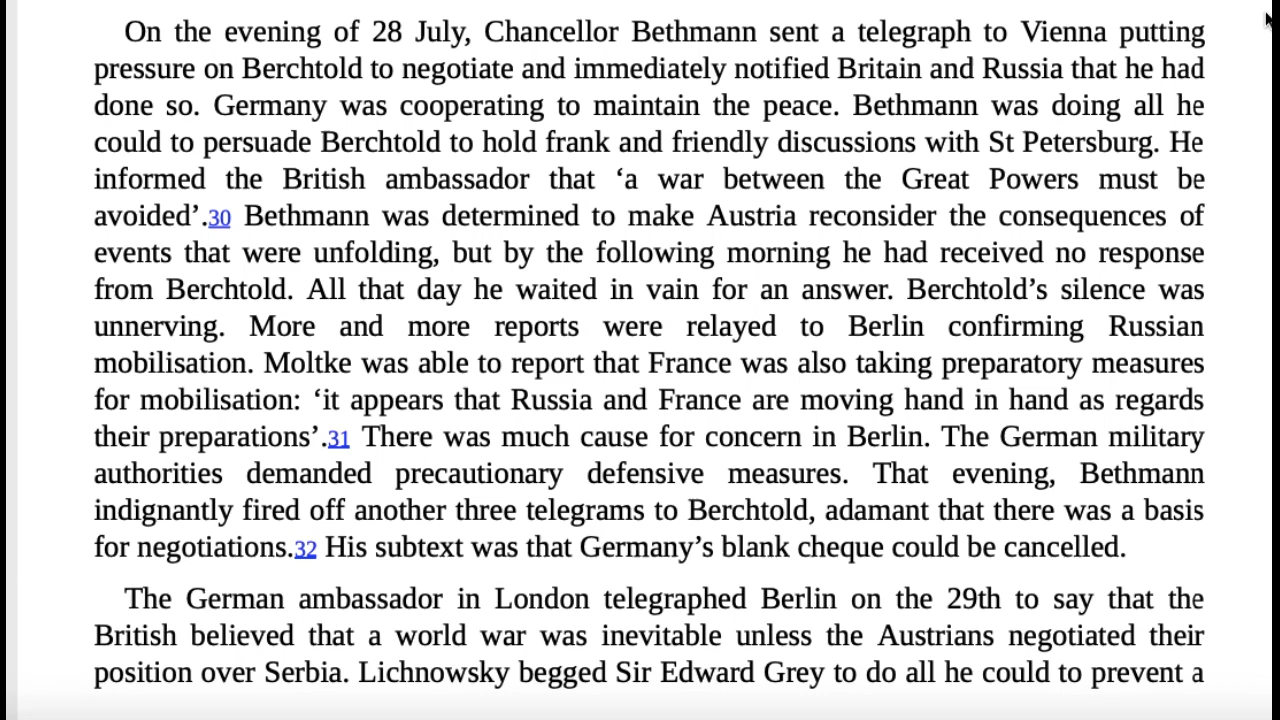 On the evening of 28 July, Chancellor Bethmann sent a telegraph to Vienna putting
pressure on Berchtold to negotiate and immediately notified Britain and Russia that he had
done so. Germany was cooperating to maintain the peace. Bethmann was doing all he
could to persuade Berchtold to hold frank and friendly discussions with St Petersburg. He
informed the British ambassador that ‘a war between the Great Powers must be
avoided’.30 Bethmann was determined to make Austria reconsider the consequences of
events that were unfolding, but by the following morning he had received no response
from Berchtold. All that day he waited in vain for an answer. Berchtold’s silence was
unnerving. More and more reports were relayed to Berlin confirming Russian
mobilisation. Moltke was able to report that France was also taking preparatory measures
for mobilisation: ‘it appears that Russia and France are moving hand in hand as regards
their preparations’.31 There was much cause for concern in Berlin. The German military
authorities demanded precautionary defensive measures. That evening, Bethmann
indignantly fired off another three telegrams to Berchtold, adamant that there was a basis
for negotiations.32 His subtext was that Germany’s blank cheque could be cancelled.
The German ambassador in London telegraphed Berlin on the 29th to say that the
British believed that a world war was inevitable unless the Austrians negotiated their
position over Serbia. Lichnowsky begged Sir Edward Grey to do all he could to prevent a